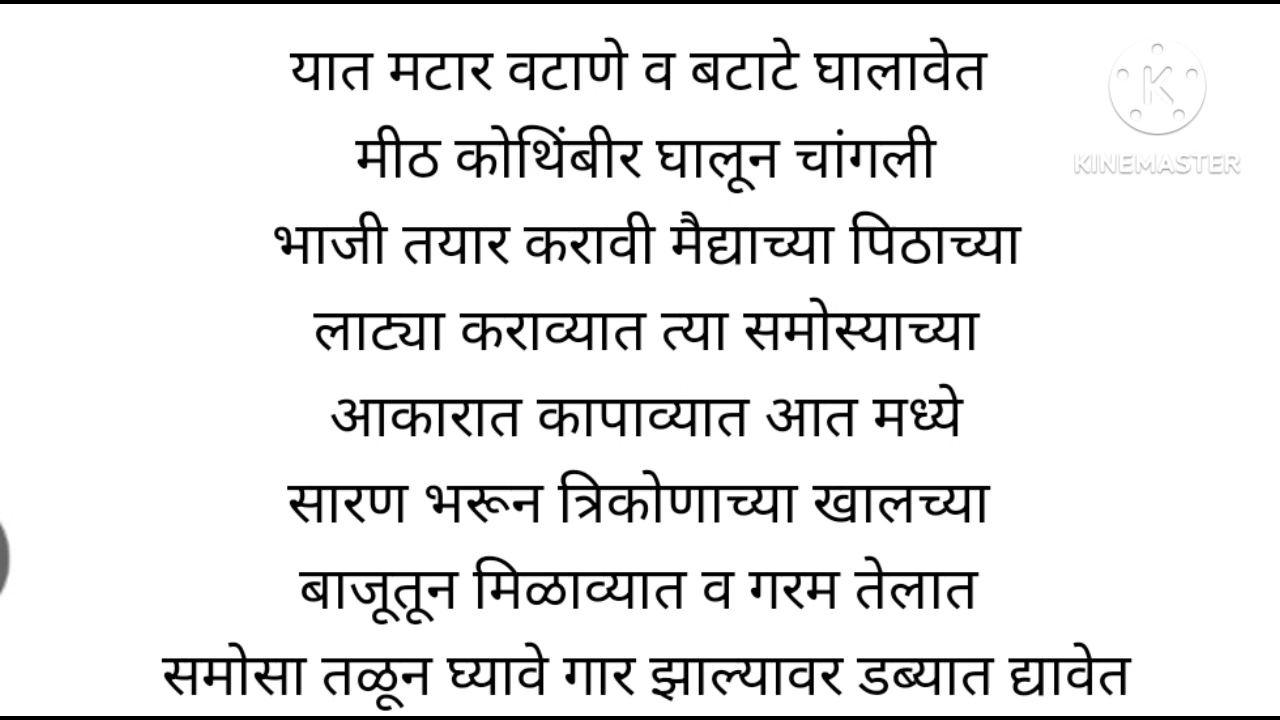 यात मटार वटाणे व बटाटे घालावेत
मीठ कोथिंबीर घालून चांगली
भाजी तयार करावी मैद्याच्या पिठाच्या
लाट्या कराव्यात त्या समोस्याच्या
आकारात कापाव्यात आत मध्ये
सारण भरून त्रिकोणाच्या खालच्या
बाजूतून मिळाव्यात व गरम तेलात
समोसा तळून घ्यावे गार झाल्यावर डब्यात द्यावेत
K
KINEMASTER